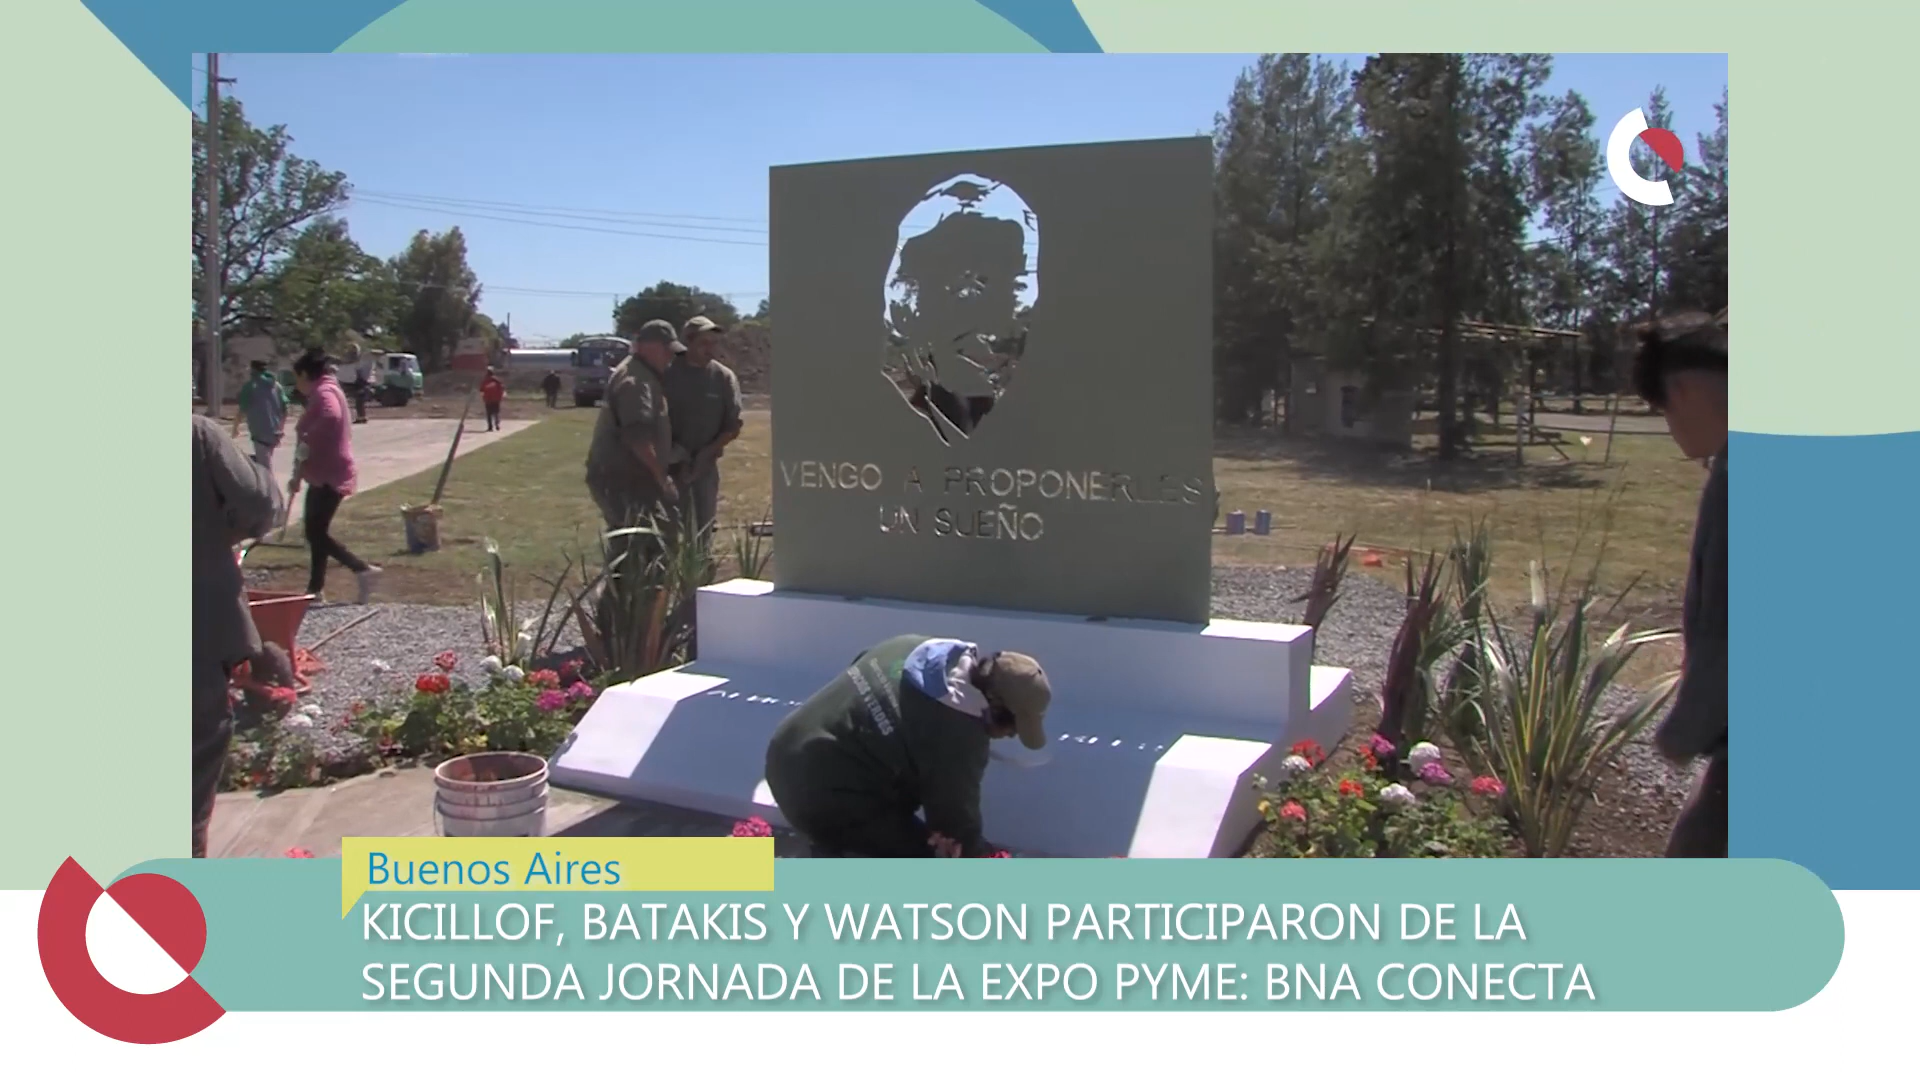 VENGO A PROPONERLES
UN SUEÑO
Buenos Aires
KICILLOF, BATAKIS Y WATSON PARTICIPARON DE LA
SEGUNDA JORNADA DE LA EXPO PYME: BNA CONECTA